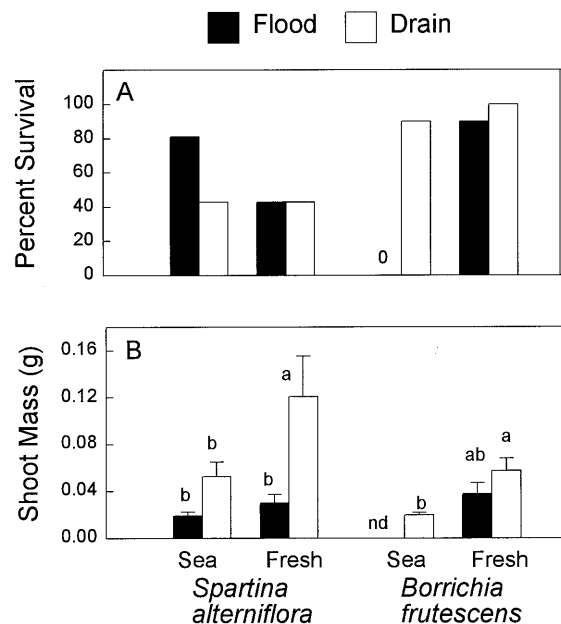 Flood Drain
A
Percent Survival
100
80
60
40
20
0
0
B
Shoot Mass (g)
0.16
0.12
0.08
0.04
0.00
b b b a
nd b ab a
Sea Fresh Sea Fresh
Spartina alterniflora
Borrichia frutescens